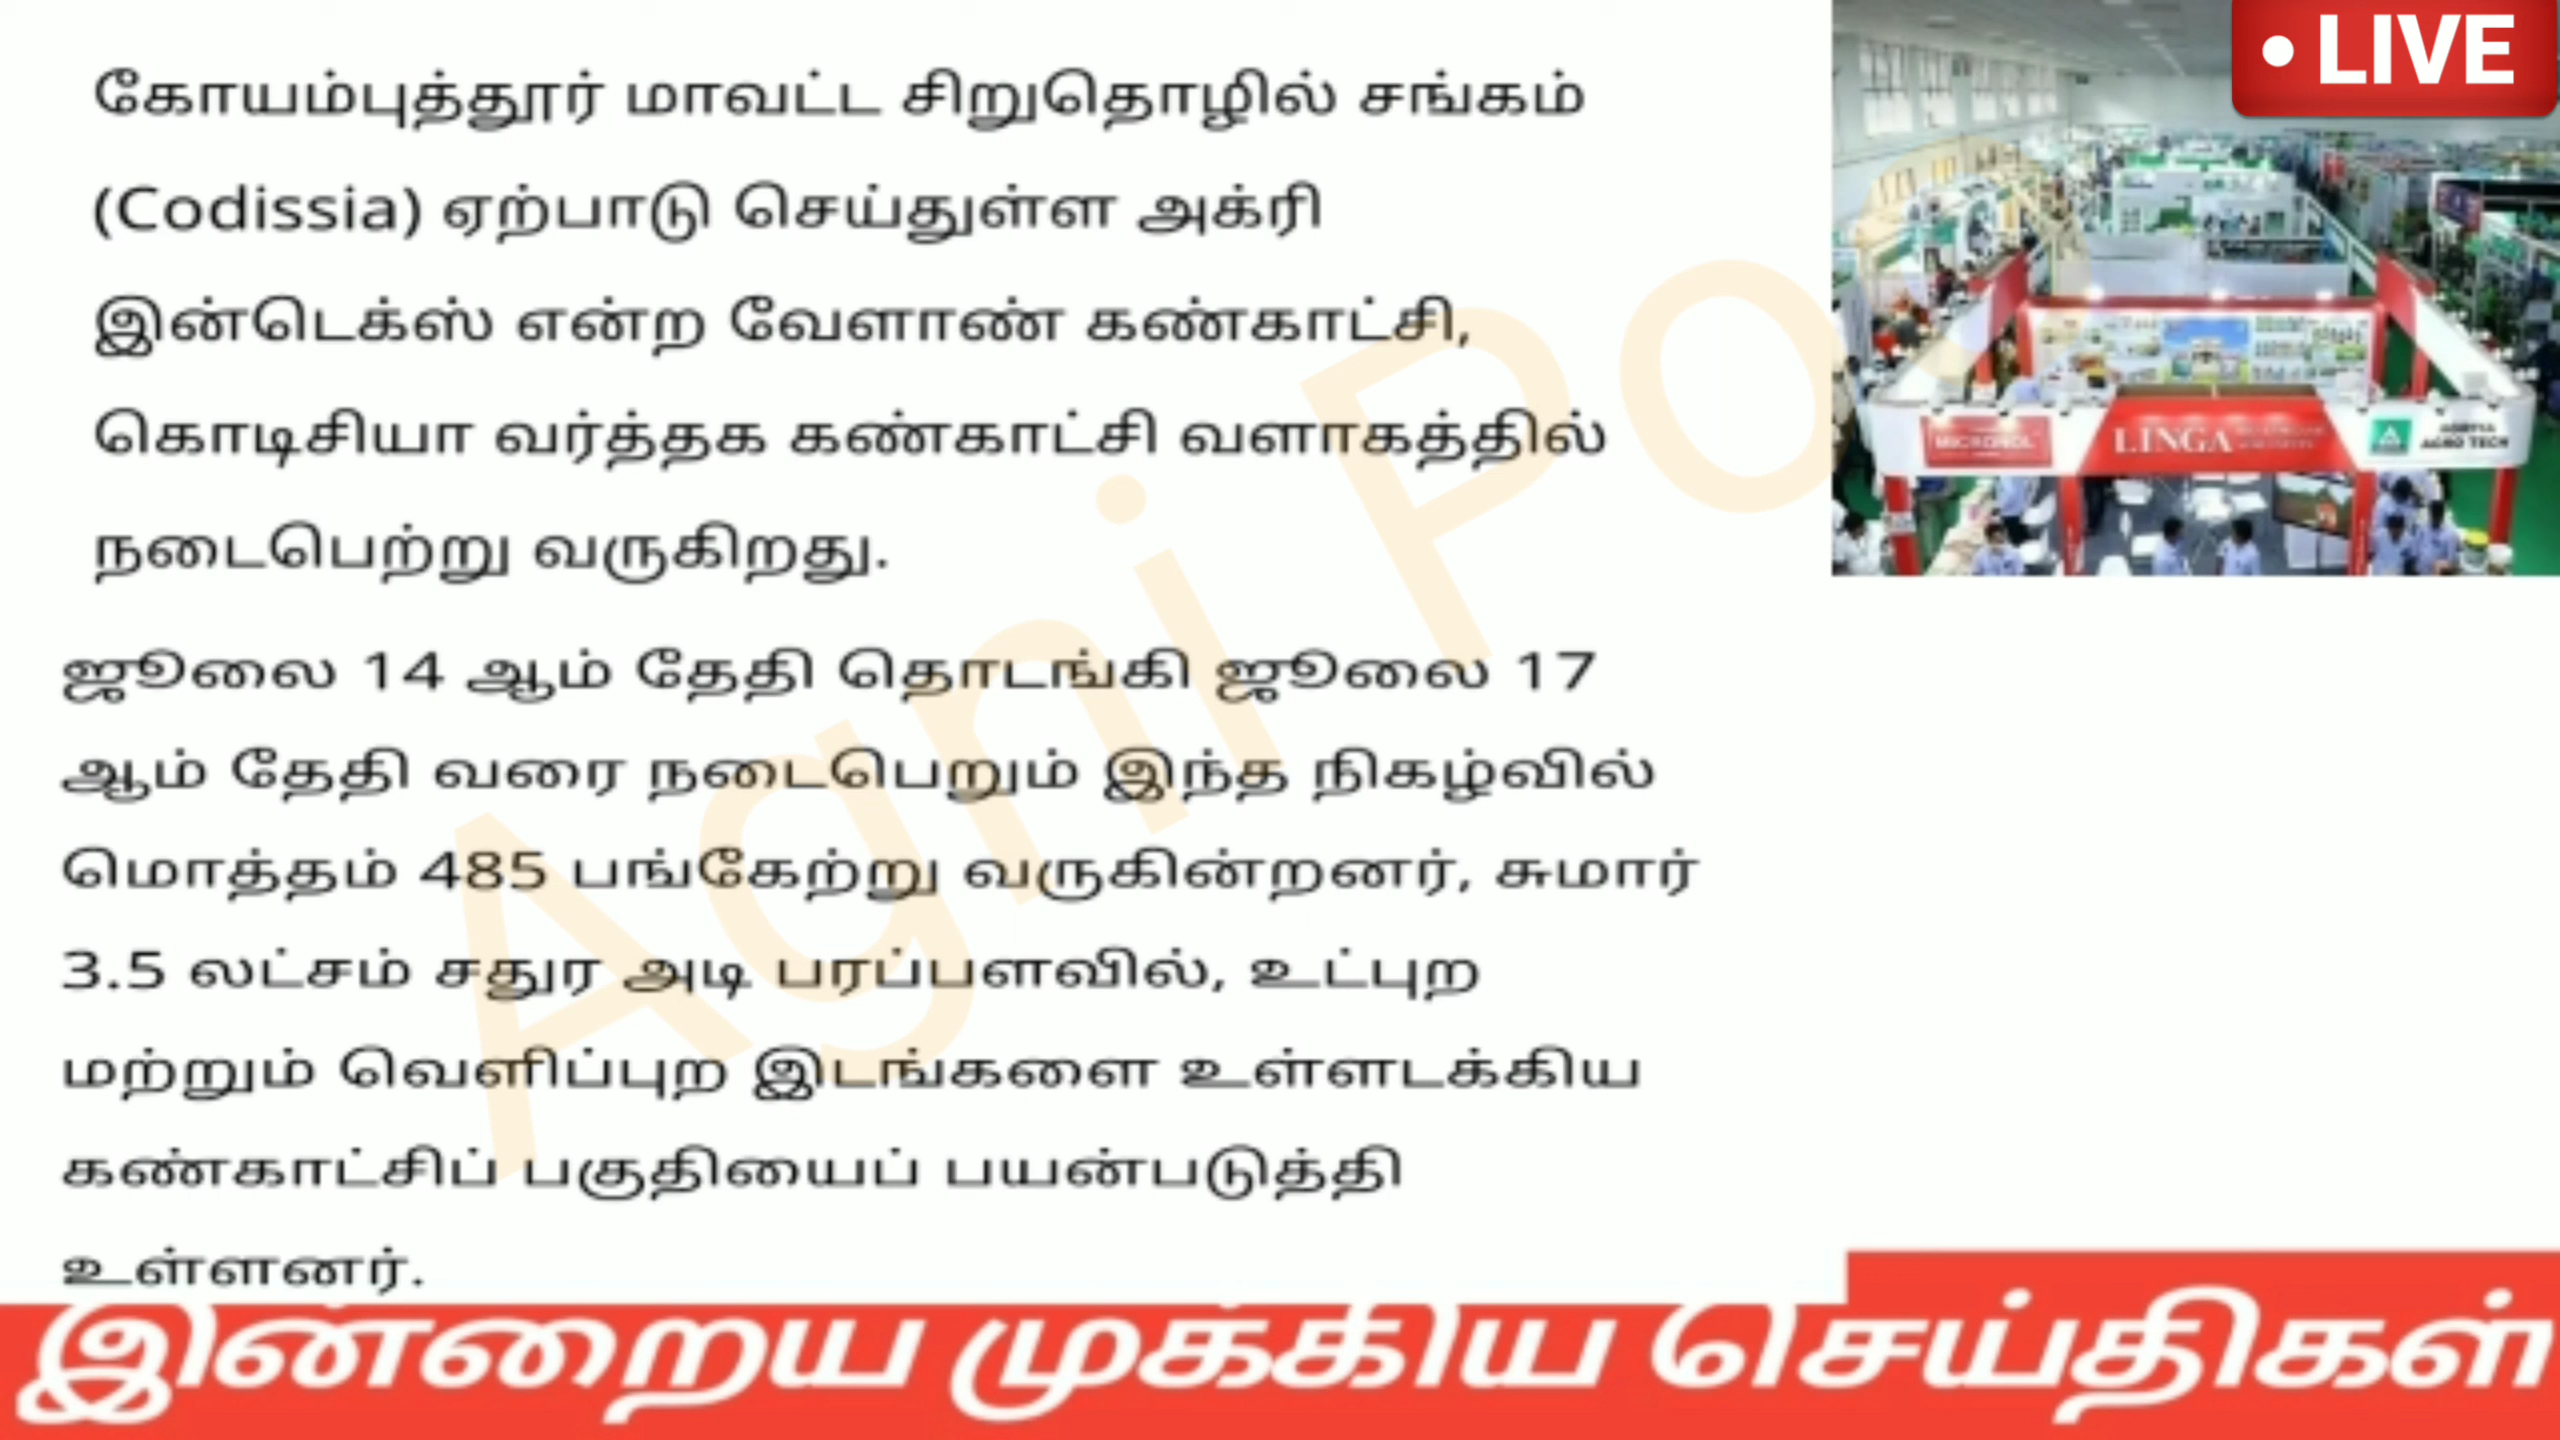 கோயம்புத்தூர் மாவட்ட சிறுதொழில் சங்கம்
(Codissia) ஏற்பாடு செய்துள்ள அக்ரி
இன்டெக்ஸ் என்ற வேளாண் கண்காட்சி,
கொடிசியா வர்த்தக கண்காட்சி வளாகத்தில்
நடைபெற்று வருகிறது.
ஜூலை 14 ஆம் தேதி தொடங்கி ஜூலை 17
ஆம் தேதி வரை நடைபெறும் இந்த நிகழ்வில்
மொத்தம் 485 பங்கேற்று வருகின்றனர், சுமார்
3.5 லட்சம் சதுர அடி பரப்பளவில், உட்புற
மற்றும் வெளிப்புற இடங்களை உள்ளடக்கிய
கண்காட்சிப் பகுதியைப் பயன்படுத்தி
உள்ளனர்.
• LIVE
LINGA
AGRO TECH
Agni Po
இன்றைய முக்கிய செய்திகள்